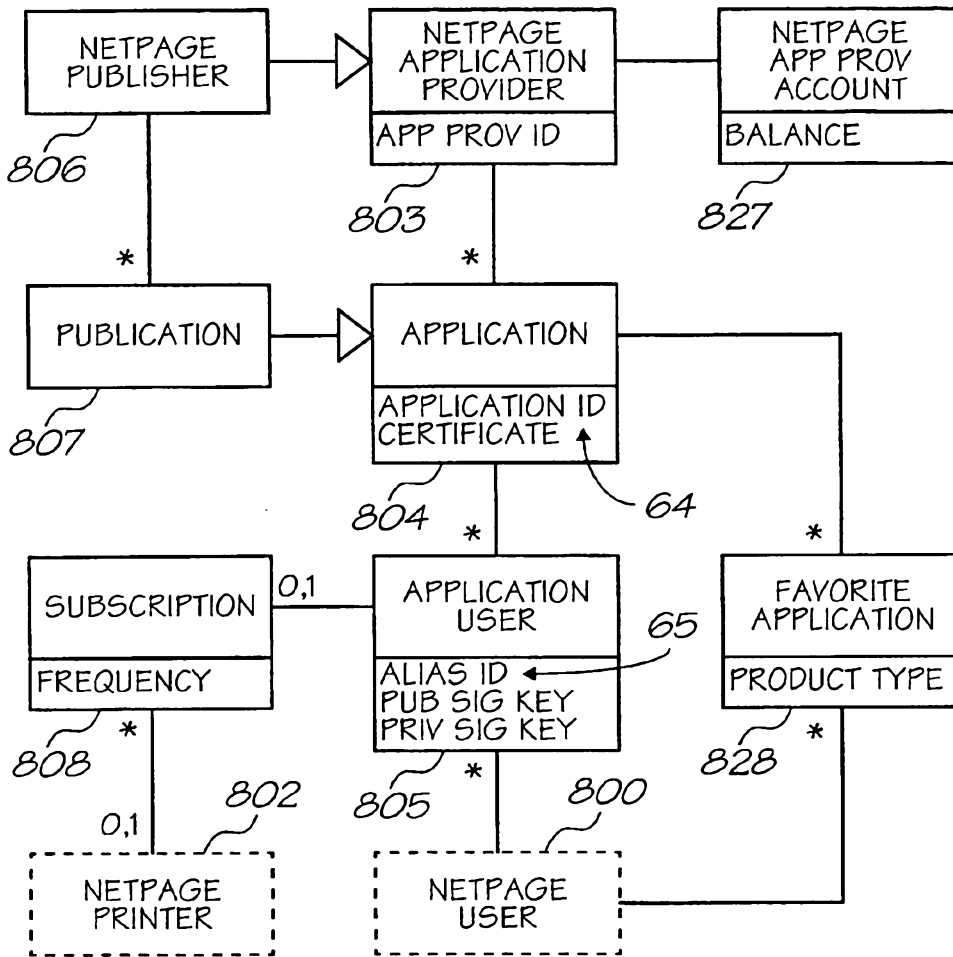 NETPAGE
PUBLISHER
806
NETPAGE
APPLICATION
PROVIDER
APP PROV ID
803
NETPAGE
APP PROV
ACCOUNT
BALANCE
827
*
*
PUBLICATION
807
APPLICATION
APPLICATION ID
CERTIFICATE
804
64
*
*
SUBSCRIPTION
FREQUENCY
808
0,1
APPLICATION
USER
ALIAS ID
PUB SIG KEY
PRIV SIG KEY
805
65
FAVORITE
APPLICATION
PRODUCT TYPE
828
*
*
*
0,1
802
NETPAGE
PRINTER
800
NETPAGE
USER